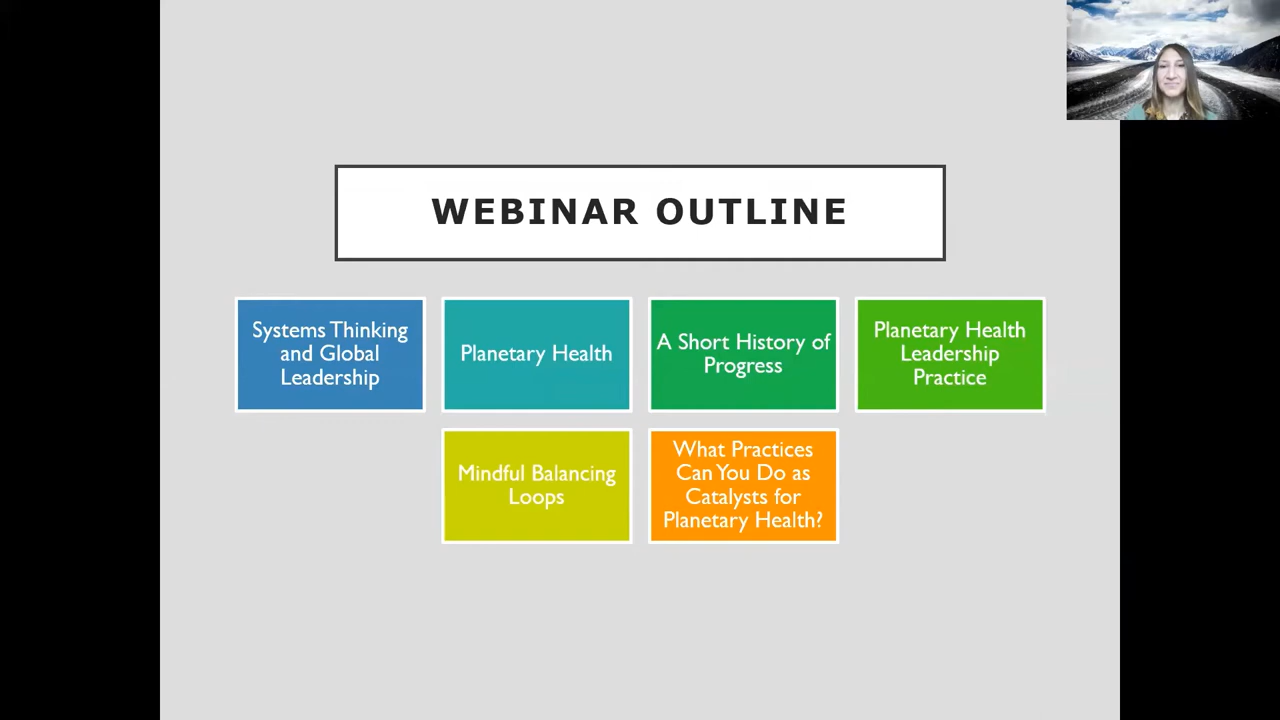 WEBINAR OUTLINE
Systems Thinking
and Global
Leadership
Planetary Health
A Short History of
Progress
Planetary Health
Leadership
Practice
Mindful Balancing
Loops
What Practices
Can You Do as
Catalysts for
Planetary Health?